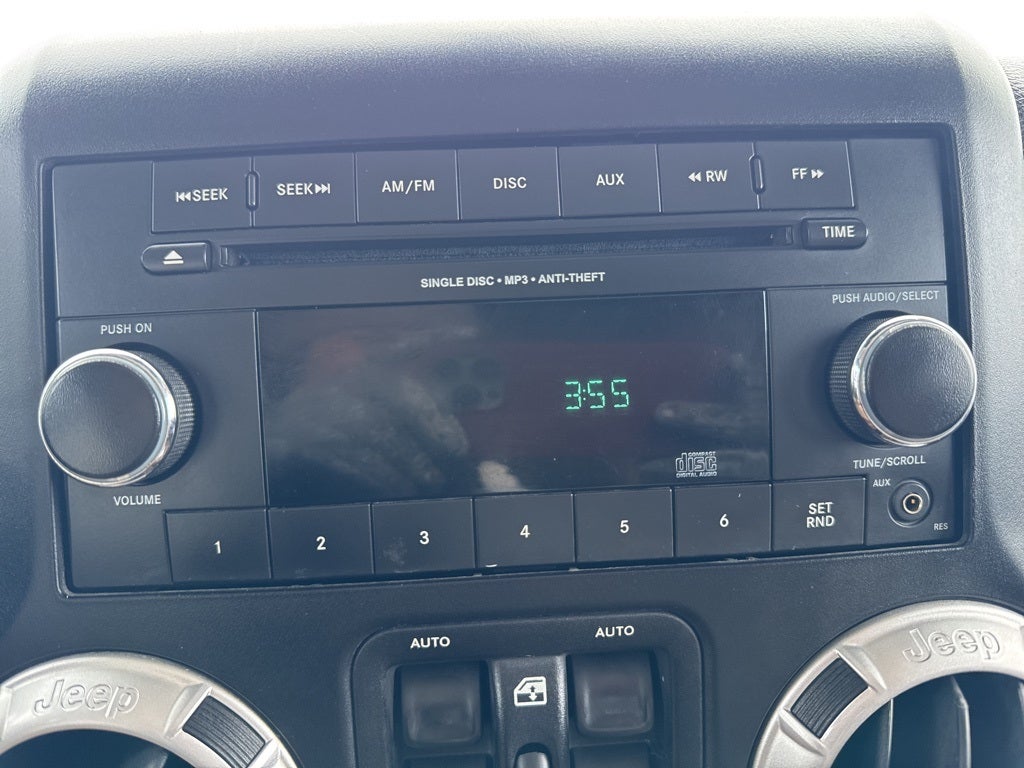 ⏮SEEK SEEK⏭ AM/FM DISC AUX ◀◀ RW FF ▶▶
TIME
SINGLE DISC • MP3 • ANTI-THEFT
PUSH ON
PUSH AUDIO/SELECT
3:55
COMPACT
disc
DIGITAL AUDIO
VOLUME
TUNE/SCROLL
AUX
RES
1 2 3 4 5 6 SET
RND
AUTO AUTO
Jeep Jeep